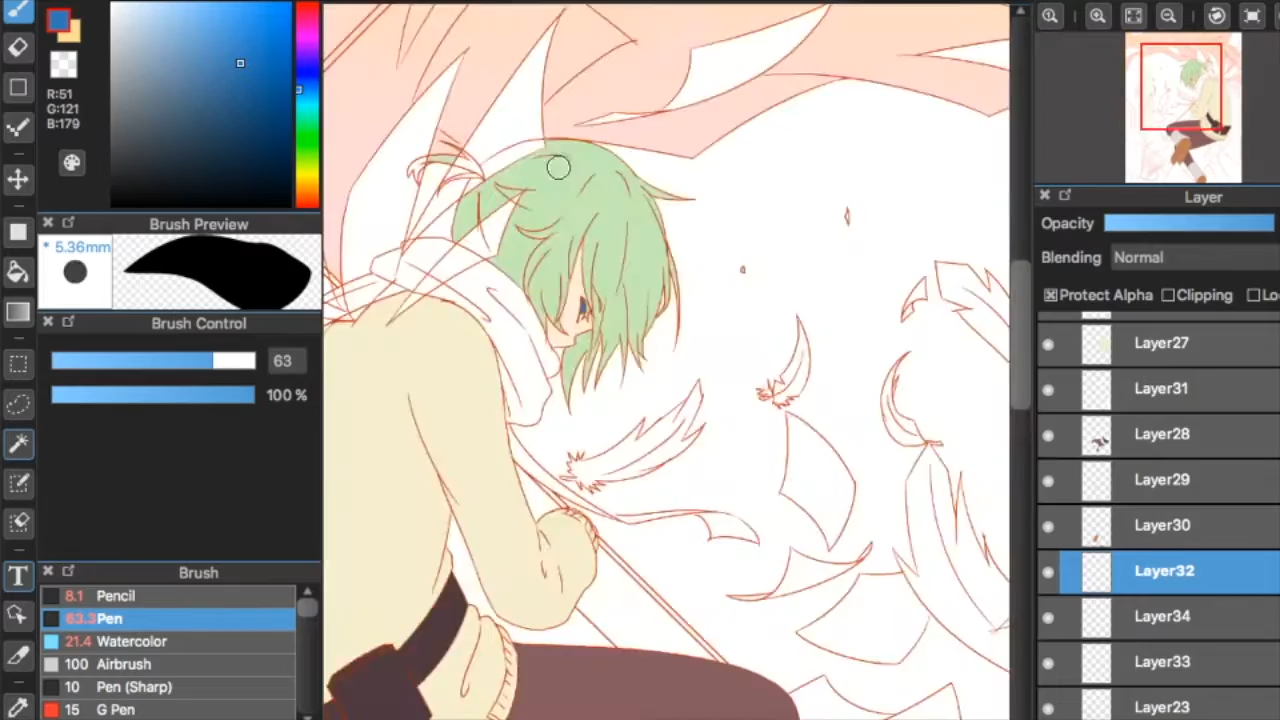 R:51
G:121
B:179
Brush Preview
* 5.36mm
Brush Control
63
100 %
Brush
8.1 Pencil
63.3 Pen
21.4 Watercolor
100 Airbrush
10 Pen (Sharp)
15 G Pen
T
Layer
Opacity
Blending Normal
Protect Alpha Clipping Lo
Layer27
Layer31
Layer28
Layer29
Layer30
Layer32
Layer34
Layer33
Layer23